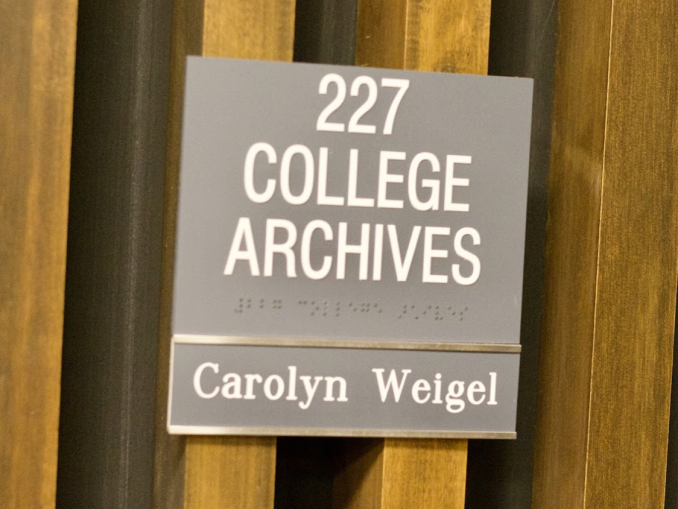 227
COLLEGE
ARCHIVES
Carolyn Weigel